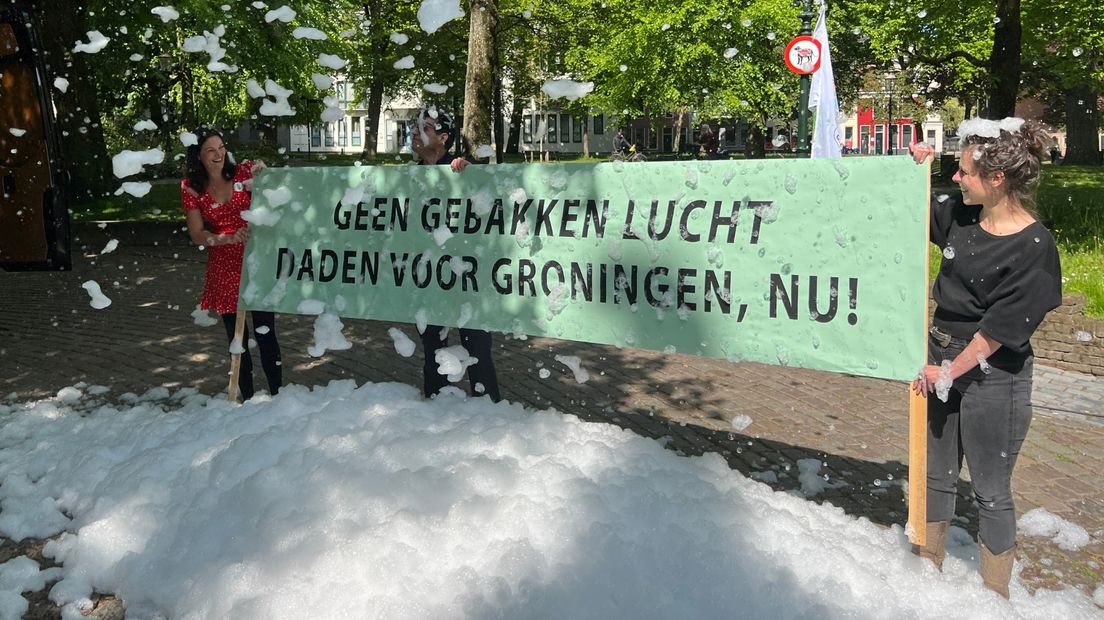 GEEN GEBAKKEN LUCHT
DADEN VOOR GRONINGEN, NU!